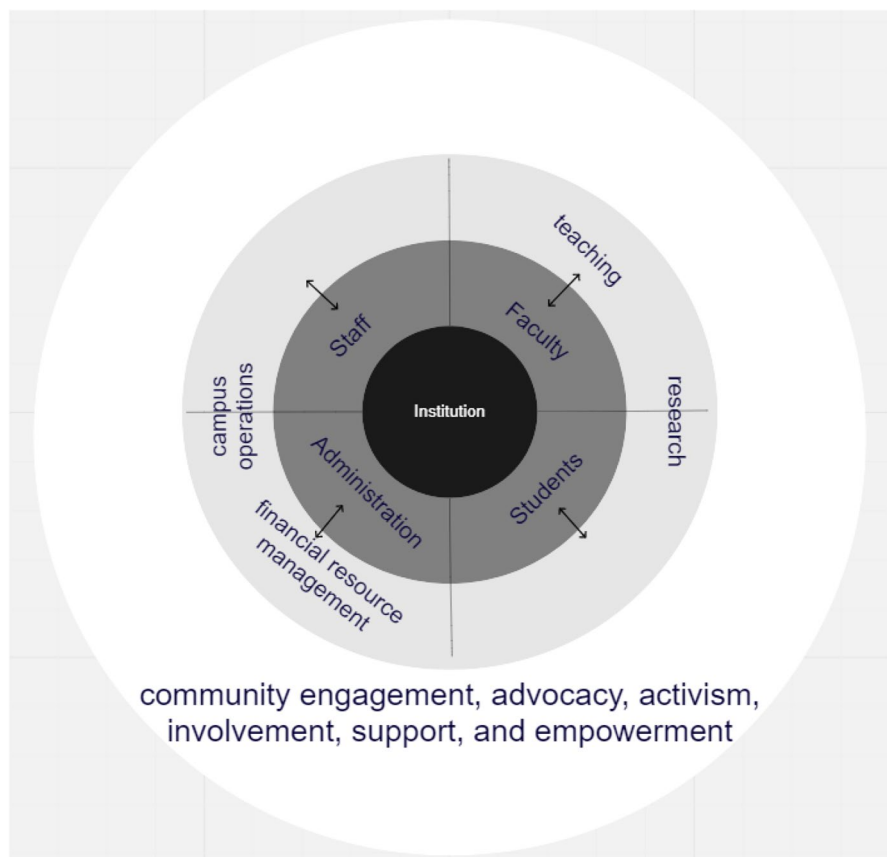 teaching
Staff
Faculty
campus
operations
Institution
research
Administration
Students
financial resource
management
community engagement, advocacy, activism,
involvement, support, and empowerment